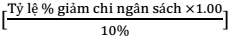 [Tỷ lệ % giảm chi ngân sách ×1.00
10%]